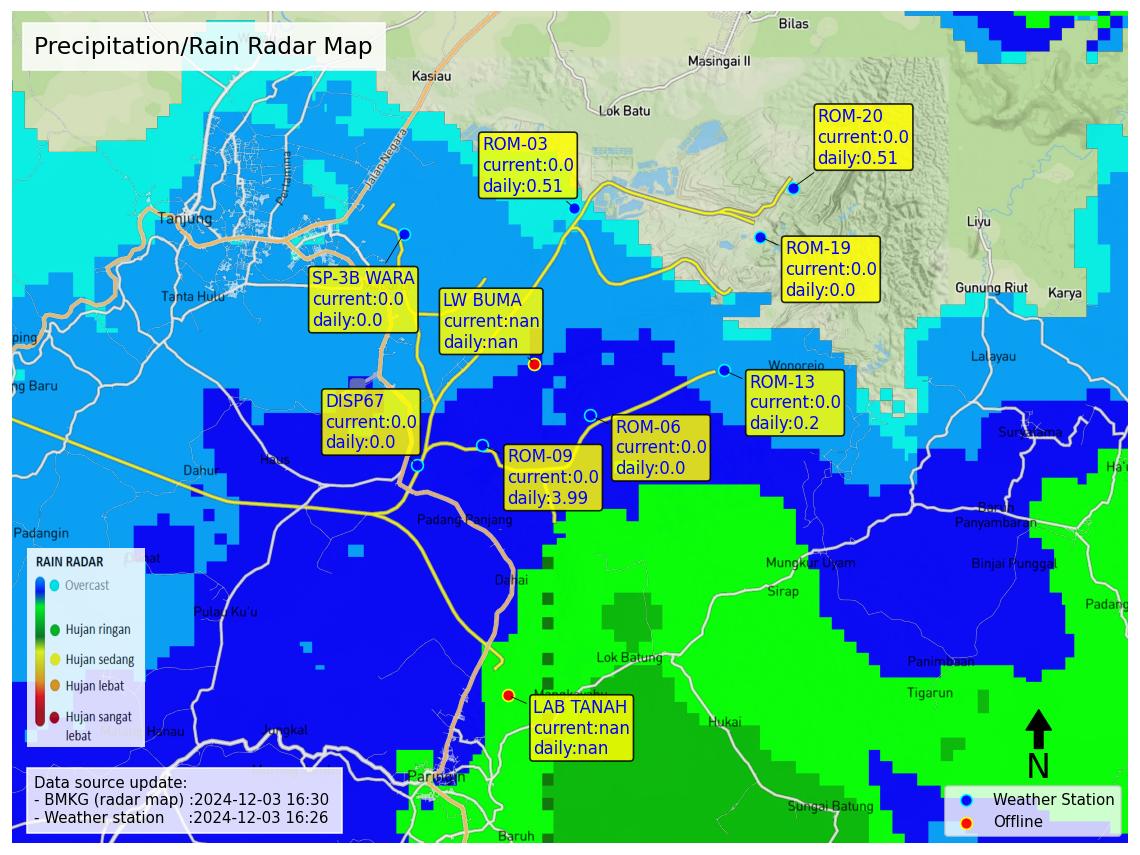 Precipitation/Rain Radar Map
Bilas
Masingai II
Kasiau
Lok Batu
ROM-20
current:0.0
daily:0.51
ROM-03
current:0.0
daily:0.51
Jalan Negara
Pertamina
Tanjung
Liyu
ROM-19
current:0.0
daily:0.0
SP-3B WARA
current:0.0
daily:0.0
Tanta Hulu
LW BUMA
current:nan
daily:nan
Gunung Riut
Karya
ping
Lalayau
Wonorejo
ng Baru
ROM-13
current:0.0
daily:0.2
DISP67
current:0.0
daily:0.0
ROM-06
current:0.0
daily:0.0
Suryatama
ROM-09
current:0.0
daily:3.99
Haus
Dahur
Ha'u
Padang Panjang
Baruh
Panyambaran
Padangin
Mungkur Uyam
Binjai Punggal
Dahai
Sirap
Padang
Pulau Ku'u
RAIN RADAR
Overcast
Hujan ringan
Hujan sedang
Hujan lebat
Hujan sangat
lebat
Lok Batung
Panimbaan
Tigarun
Mangkayahu
LAB TANAH
current:nan
daily:nan
Hukai
Hanau
Jungkal
N
Paringin
Data source update:
- BMKG (radar map) :2024-12-03 16:30
- Weather station :2024-12-03 16:26
Sungai Batung
Baruh
Weather Station
Offline